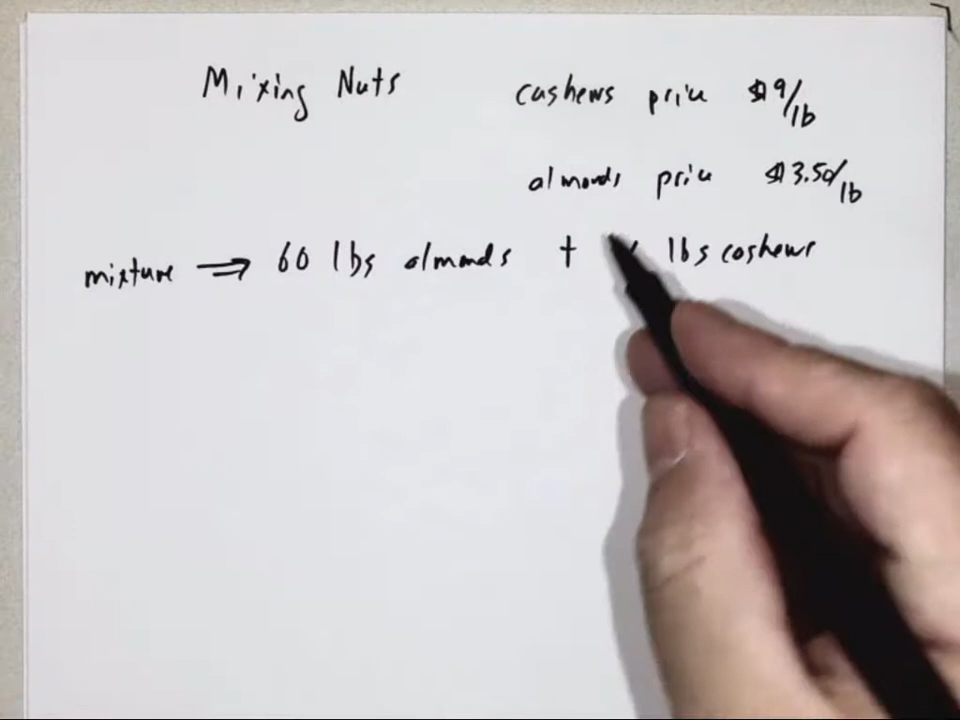 Mixing Nuts
cashews price $9/lb
almonds price $3.50/lb
mixture ⇒ 60 lbs almonds + lbs cashews